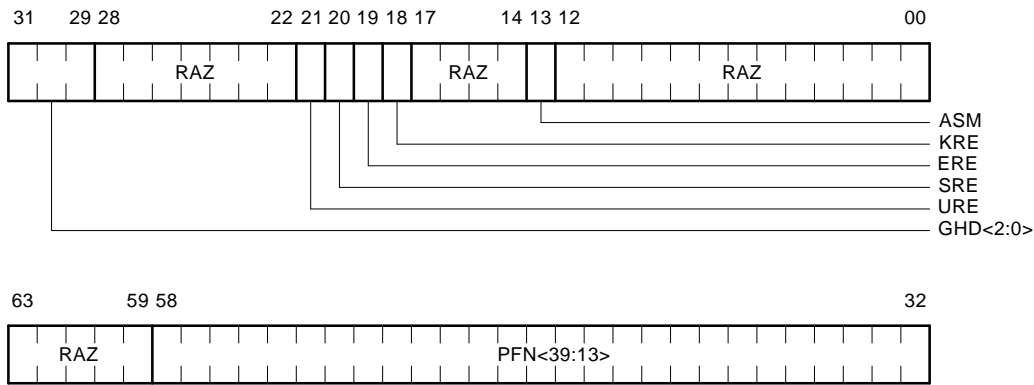 31 29 28 22 21 20 19 18 17 14 13 12 00
RAZ RAZ RAZ
ASM
KRE
ERE
SRE
URE
GHD<2:0>
63 59 58 32
RAZ PFN<39:13>